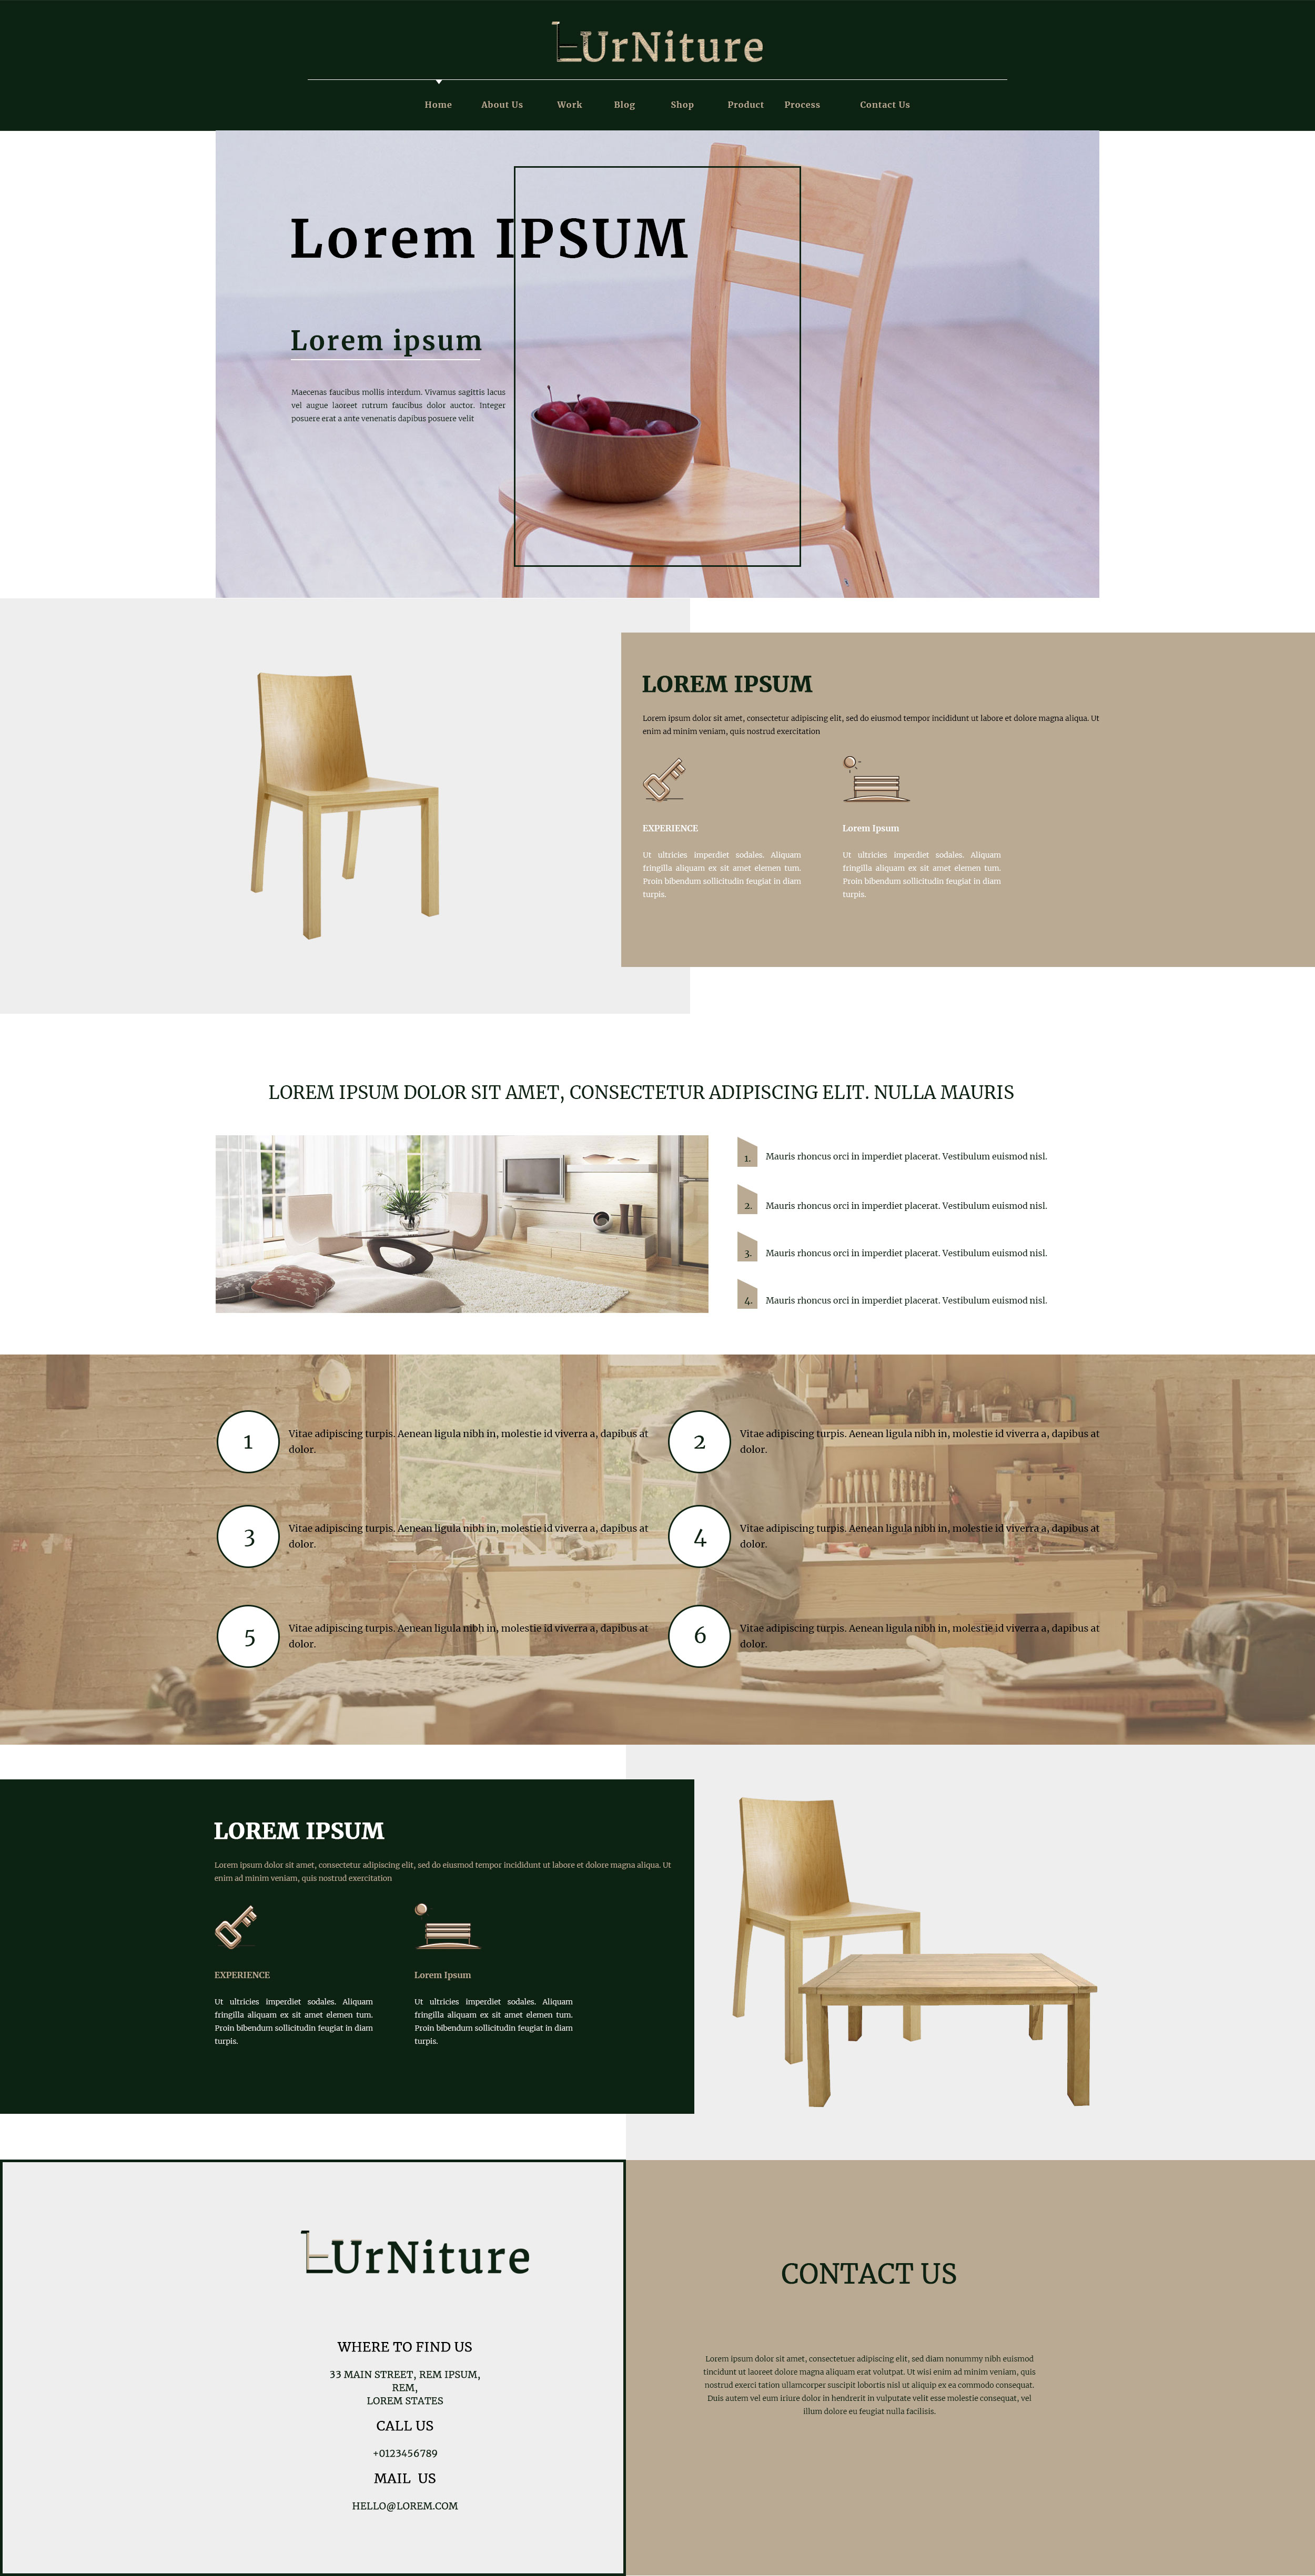 UrNiture
Home About Us Work Blog Shop Product Process Contact Us
Lorem IPSUM
Lorem ipsum
Maecenas faucibus mollis interdum. Vivamus sagittis lacus
vel augue laoreet rutrum faucibus dolor auctor. Integer
posuere erat a ante venenatis dapibus posuere velit
LOREM IPSUM
Lorem ipsum dolor sit amet, consectetur adipiscing elit, sed do eiusmod tempor incididunt ut labore et dolore magna aliqua. Ut
enim ad minim veniam, quis nostrud exercitation
EXPERIENCE
Ut ultricies imperdiet sodales. Aliquam
fringilla aliquam ex sit amet elemen tum.
Proin bibendum sollicitudin feugiat in diam
turpis.
Lorem Ipsum
Ut ultricies imperdiet sodales. Aliquam
fringilla aliquam ex sit amet elemen tum.
Proin bibendum sollicitudin feugiat in diam
turpis.
LOREM IPSUM DOLOR SIT AMET, CONSECTETUR ADIPISCING ELIT. NULLA MAURIS
1. Mauris rhoncus orci in imperdiet placerat. Vestibulum euismod nisl.
2. Mauris rhoncus orci in imperdiet placerat. Vestibulum euismod nisl.
3. Mauris rhoncus orci in imperdiet placerat. Vestibulum euismod nisl.
4. Mauris rhoncus orci in imperdiet placerat. Vestibulum euismod nisl.
1 Vitae adipiscing turpis. Aenean ligula nibh in, molestie id viverra a, dapibus at
dolor.
2 Vitae adipiscing turpis. Aenean ligula nibh in, molestie id viverra a, dapibus at
dolor.
3 Vitae adipiscing turpis. Aenean ligula nibh in, molestie id viverra a, dapibus at
dolor.
4 Vitae adipiscing turpis. Aenean ligula nibh in, molestie id viverra a, dapibus at
dolor.
5 Vitae adipiscing turpis. Aenean ligula nibh in, molestie id viverra a, dapibus at
dolor.
6 Vitae adipiscing turpis. Aenean ligula nibh in, molestie id viverra a, dapibus at
dolor.
LOREM IPSUM
Lorem ipsum dolor sit amet, consectetur adipiscing elit, sed do eiusmod tempor incididunt ut labore et dolore magna aliqua. Ut
enim ad minim veniam, quis nostrud exercitation
EXPERIENCE
Ut ultricies imperdiet sodales. Aliquam
fringilla aliquam ex sit amet elemen tum.
Proin bibendum sollicitudin feugiat in diam
turpis.
Lorem Ipsum
Ut ultricies imperdiet sodales. Aliquam
fringilla aliquam ex sit amet elemen tum.
Proin bibendum sollicitudin feugiat in diam
turpis.
UrNiture
WHERE TO FIND US
33 MAIN STREET, REM IPSUM,
REM,
LOREM STATES
CALL US
+0123456789
MAIL US
HELLO@LOREM.COM
CONTACT US
Lorem ipsum dolor sit amet, consectetuer adipiscing elit, sed diam nonummy nibh euismod
tincidunt ut laoreet dolore magna aliquam erat volutpat. Ut wisi enim ad minim veniam, quis
nostrud exerci tation ullamcorper suscipit lobortis nisl ut aliquip ex ea commodo consequat.
Duis autem vel eum iriure dolor in hendrerit in vulputate velit esse molestie consequat, vel
illum dolore eu feugiat nulla facilisis.